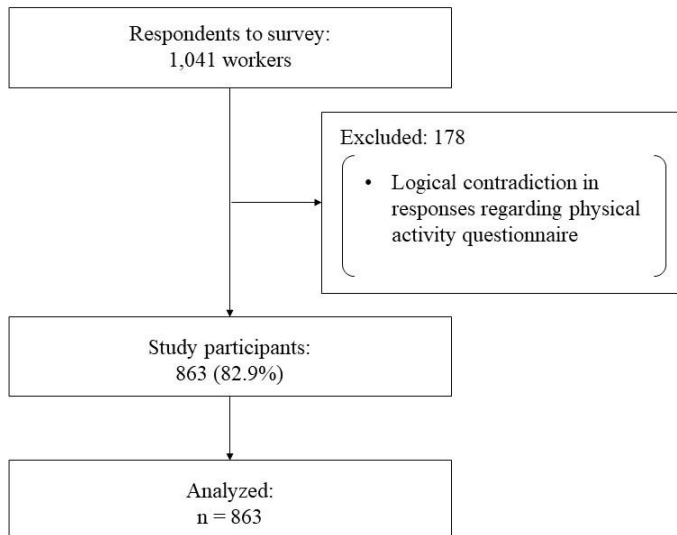 Respondents to survey:
1,041 workers
Excluded: 178
• Logical contradiction in
responses regarding physical
activity questionnaire
Study participants:
863 (82.9%)
Analyzed:
n = 863